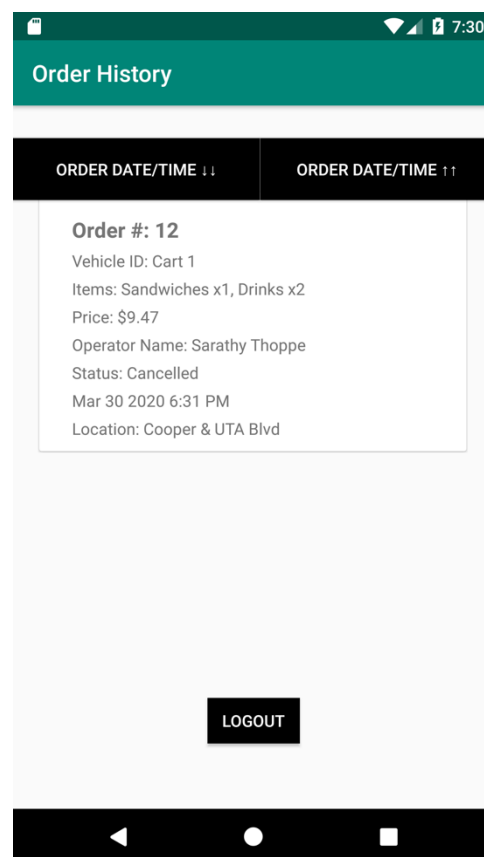 7:30
Order History
ORDER DATE/TIME ↓↓
ORDER DATE/TIME ↑↑
Order #: 12
Vehicle ID: Cart 1
Items: Sandwiches x1, Drinks x2
Price: $9.47
Operator Name: Sarathy Thoppe
Status: Cancelled
Mar 30 2020 6:31 PM
Location: Cooper & UTA Blvd
LOGOUT